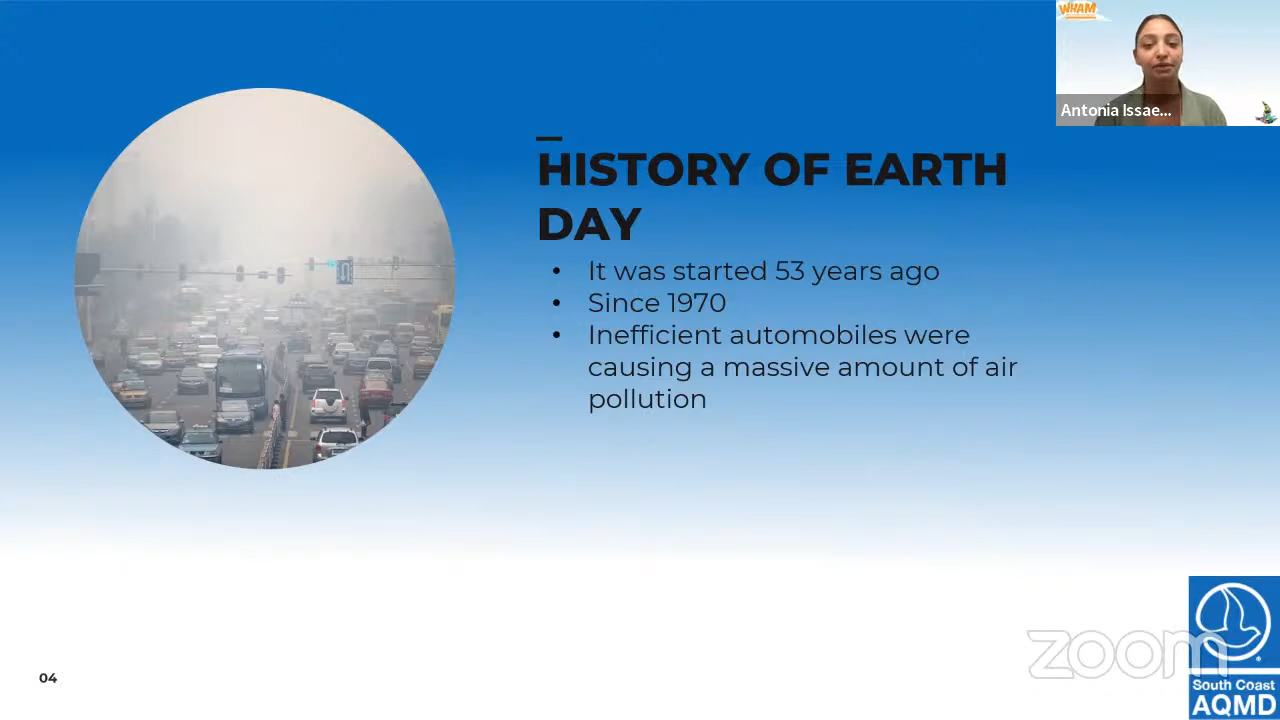 WHAM
Antonia Issae...
HISTORY OF EARTH
DAY
• It was started 53 years ago
• Since 1970
• Inefficient automobiles were
causing a massive amount of air
pollution
04
zoom
South Coast
AQMD